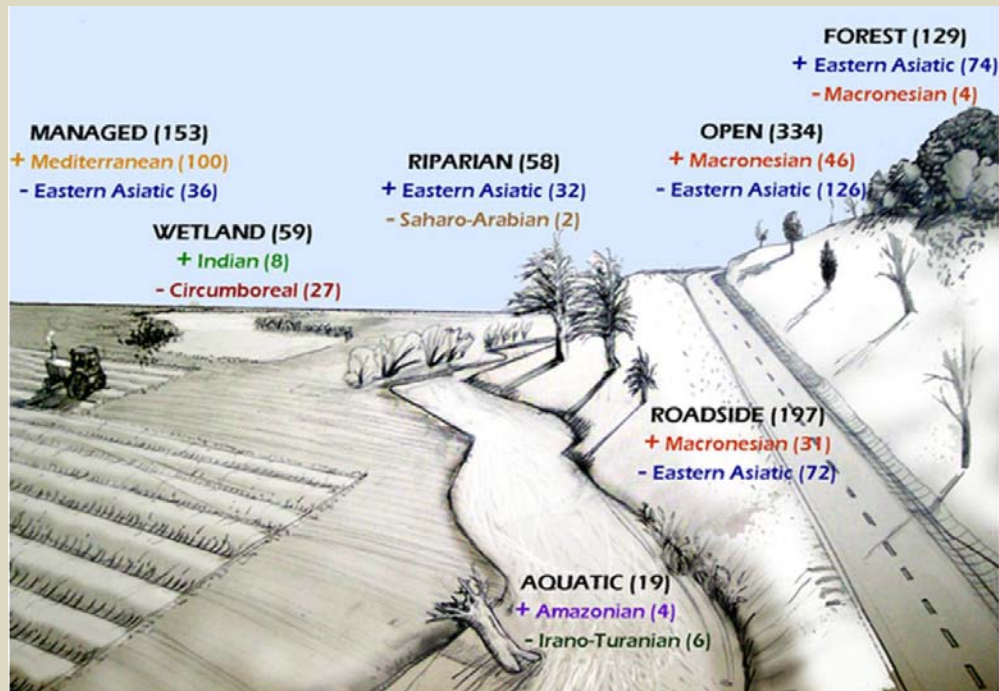 FOREST (129)
+ Eastern Asiatic (74)
- Macronesian (4)
MANAGED (153)
+ Mediterranean (100)
- Eastern Asiatic (36)
RIPARIAN (58)
+ Eastern Asiatic (32)
- Saharo-Arabian (2)
OPEN (334)
+ Macronesian (46)
- Eastern Asiatic (126)
WETLAND (59)
+ Indian (8)
- Circumboreal (27)
ROADSIDE (197)
+ Macronesian (31)
- Eastern Asiatic (72)
AQUATIC (19)
+ Amazonian (4)
- Irano-Turanian (6)